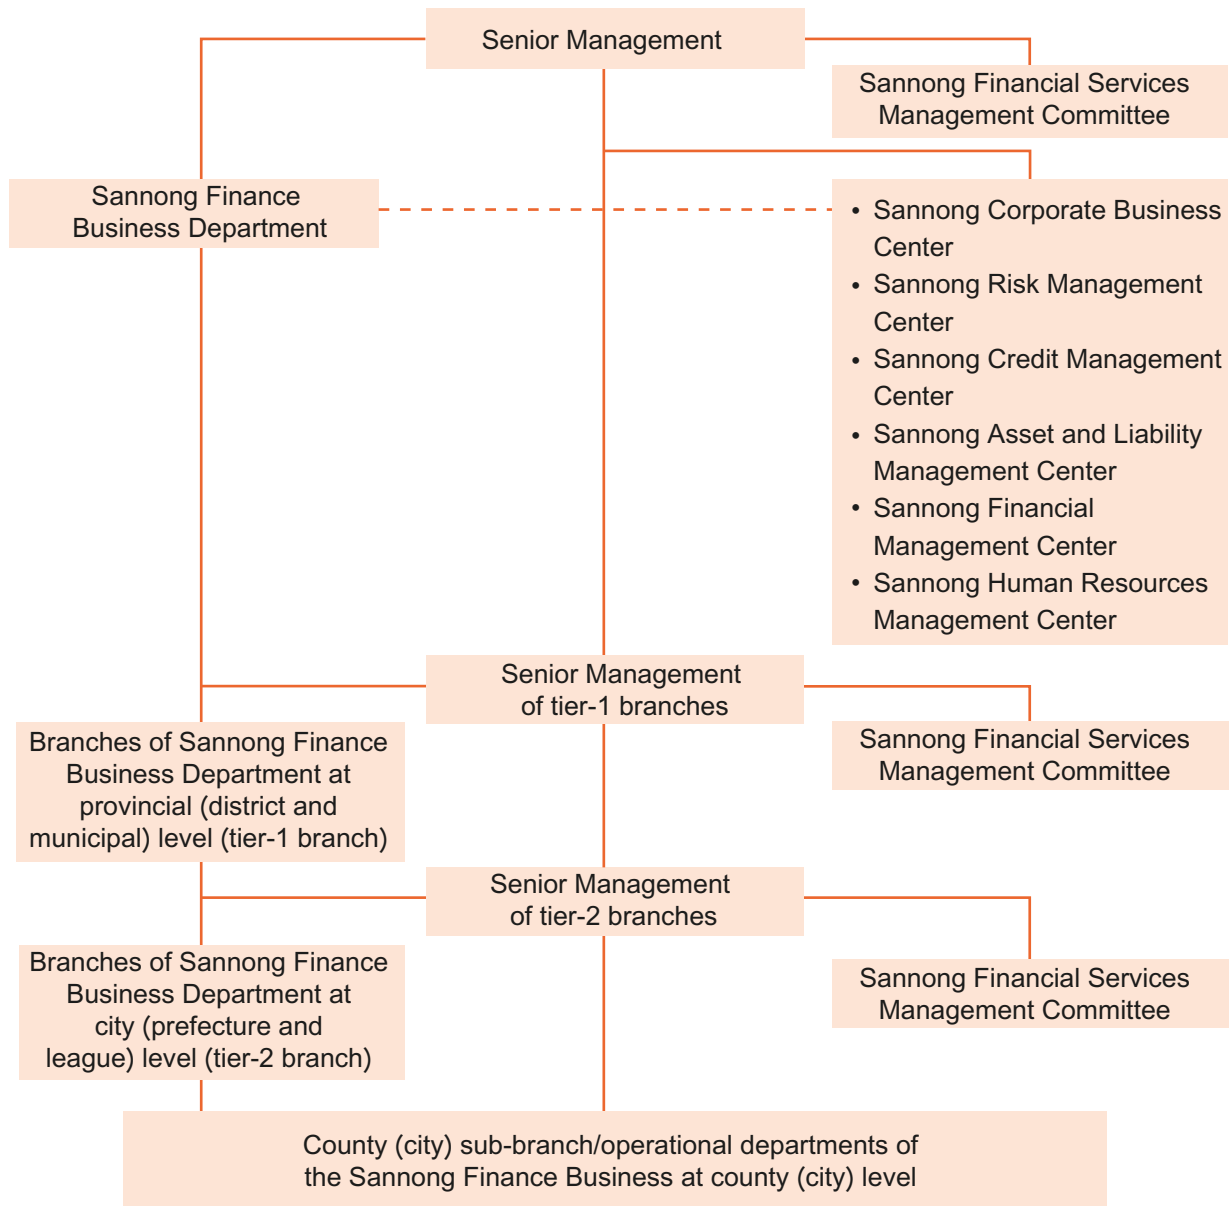 Senior Management
Sannong Financial Services
Management Committee
Sannong Finance
Business Department
• Sannong Corporate Business
Center
• Sannong Risk Management
Center
• Sannong Credit Management
Center
• Sannong Asset and Liability
Management Center
• Sannong Financial
Management Center
• Sannong Human Resources
Management Center
Senior Management
of tier-1 branches
Branches of Sannong Finance
Business Department at
provincial (district and
municipal) level (tier-1 branch)
Sannong Financial Services
Management Committee
Senior Management
of tier-2 branches
Branches of Sannong Finance
Business Department at
city (prefecture and
league) level (tier-2 branch)
Sannong Financial Services
Management Committee
County (city) sub-branch/operational departments of
the Sannong Finance Business at county (city) level